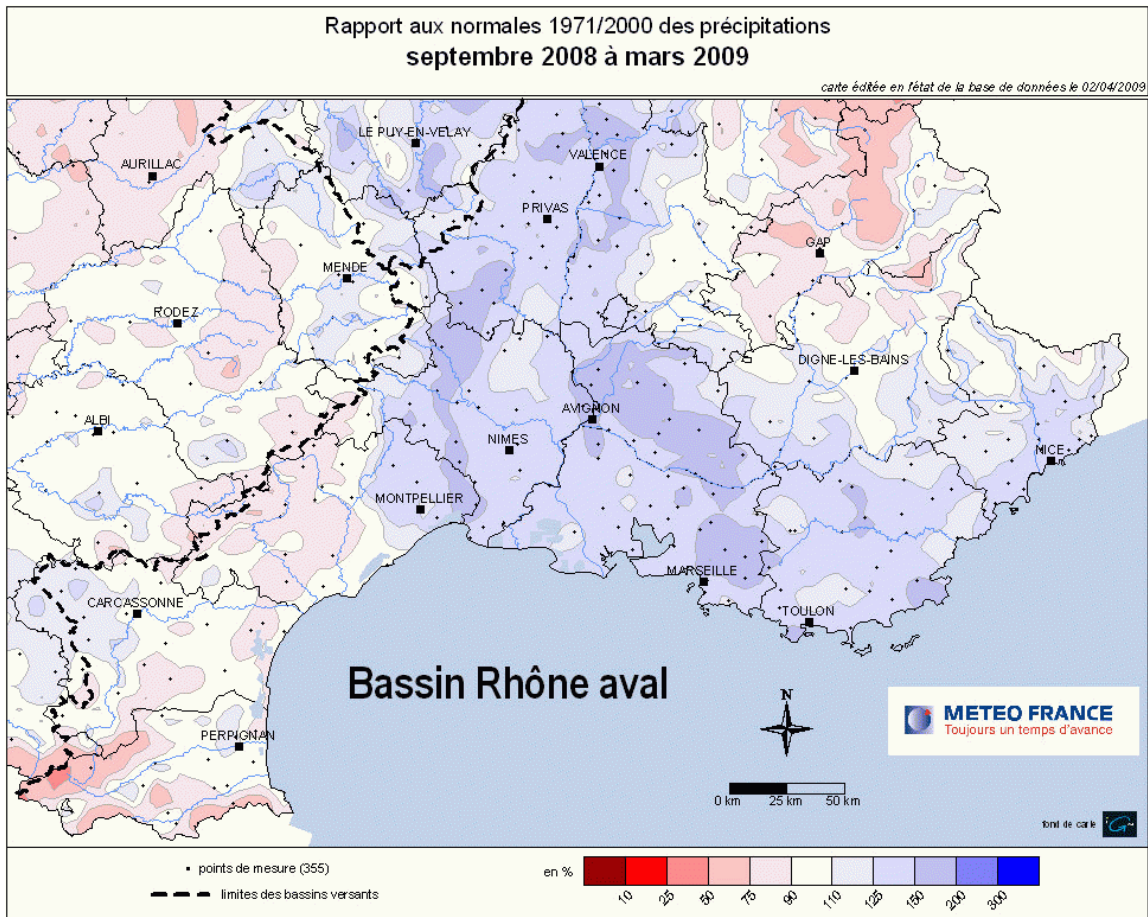 Rapport aux normales 1971/2000 des précipitations
septembre 2008 à mars 2009
carte éditée en l'état de la base de données le 02/04/2009
LE PUY-EN-VELAY
AURILLAC
VALENCE
PRIVAS
GAP
MENDE
RODEZ
DIGNE-LES-BAINS
ALBI
AVIGNON
NIMES
NICE
MONTPELLIER
MARSEILLE
CARCASSONNE
TOULON
Bassin Rhône aval
N
METEO FRANCE
Toujours un temps d'avance
PERPIGNAN
0 km 25 km 50 km
fond de carte
points de mesure (355)
en %
limites des bassins versants
10 25 50 75 90 110 125 150 200 300